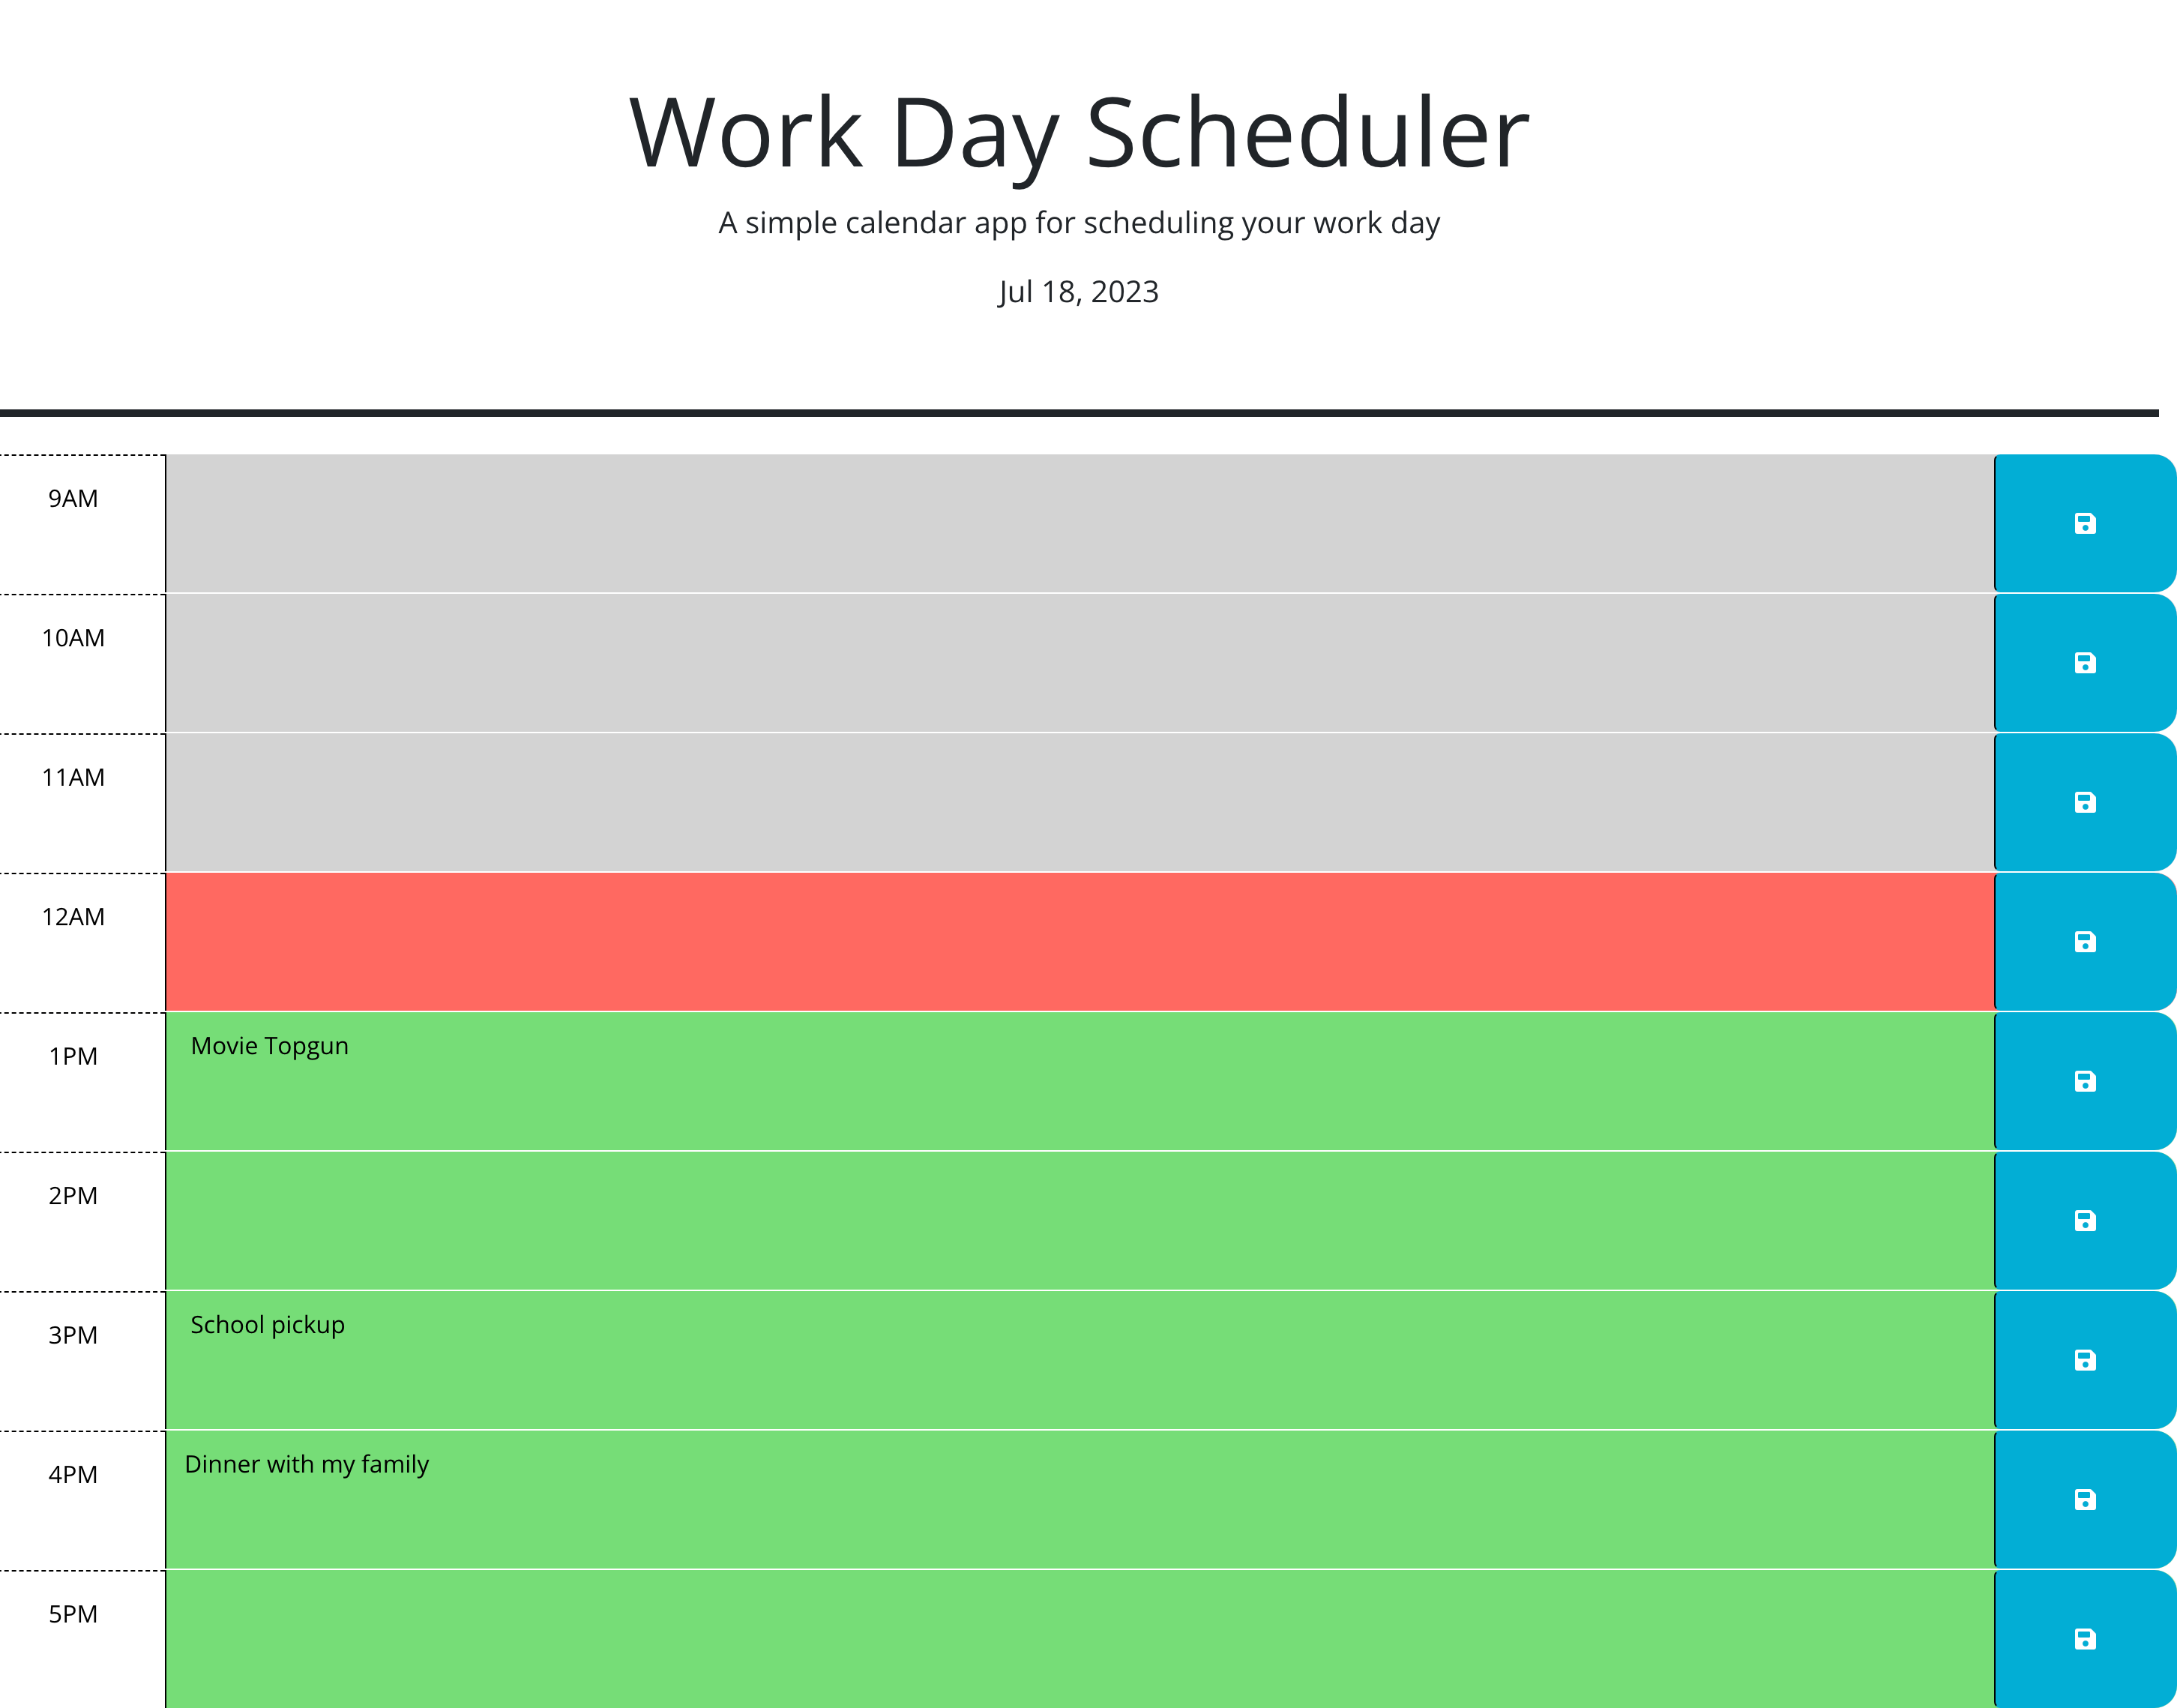 Work Day Scheduler
A simple calendar app for scheduling your work day
Jul 18, 2023
9AM
10AM
11AM
12AM
1PM
Movie Topgun
2PM
3PM
School pickup
4PM
Dinner with my family
5PM